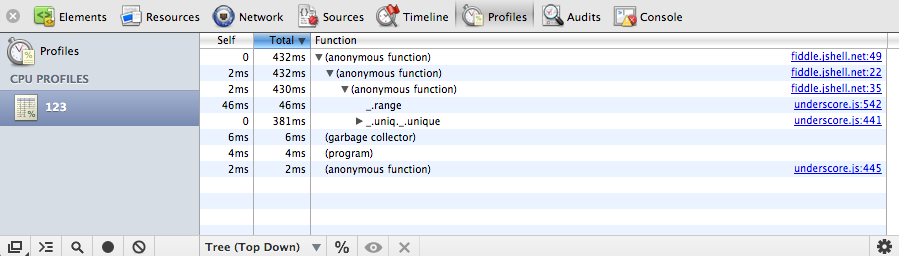 Elements Resources Network Sources Timeline Profiles Audits Console
Profiles
CPU PROFILES
123
Self Total Function
0 432ms (anonymous function) fiddle.jshell.net:49
2ms 432ms (anonymous function) fiddle.jshell.net:22
2ms 430ms (anonymous function) fiddle.jshell.net:35
46ms 46ms _.range underscore.js:542
0 381ms _.uniq._.unique underscore.js:441
6ms 6ms (garbage collector)
4ms 4ms (program)
2ms 2ms (anonymous function) underscore.js:445
Tree (Top Down) %